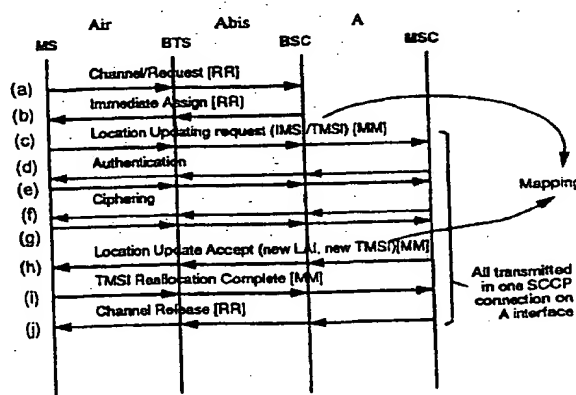 Air Abis A
MS BTS BSC MSC
(a) Channel/Request [RR]
(b) Immediate Assign [RR]
(c) Location Updating request (IMSI/TMSI) [MM]
(d) Authentication
(e)
Ciphering
(f)
(g)
Mapping
Location Update Accept (new LAI, new TMSI)[MM]
(h)
(i) TMSI Reallocation Complete [MM]
(j) Channel Release [RR]
All transmitted
in one SCCP
connection on
A interface